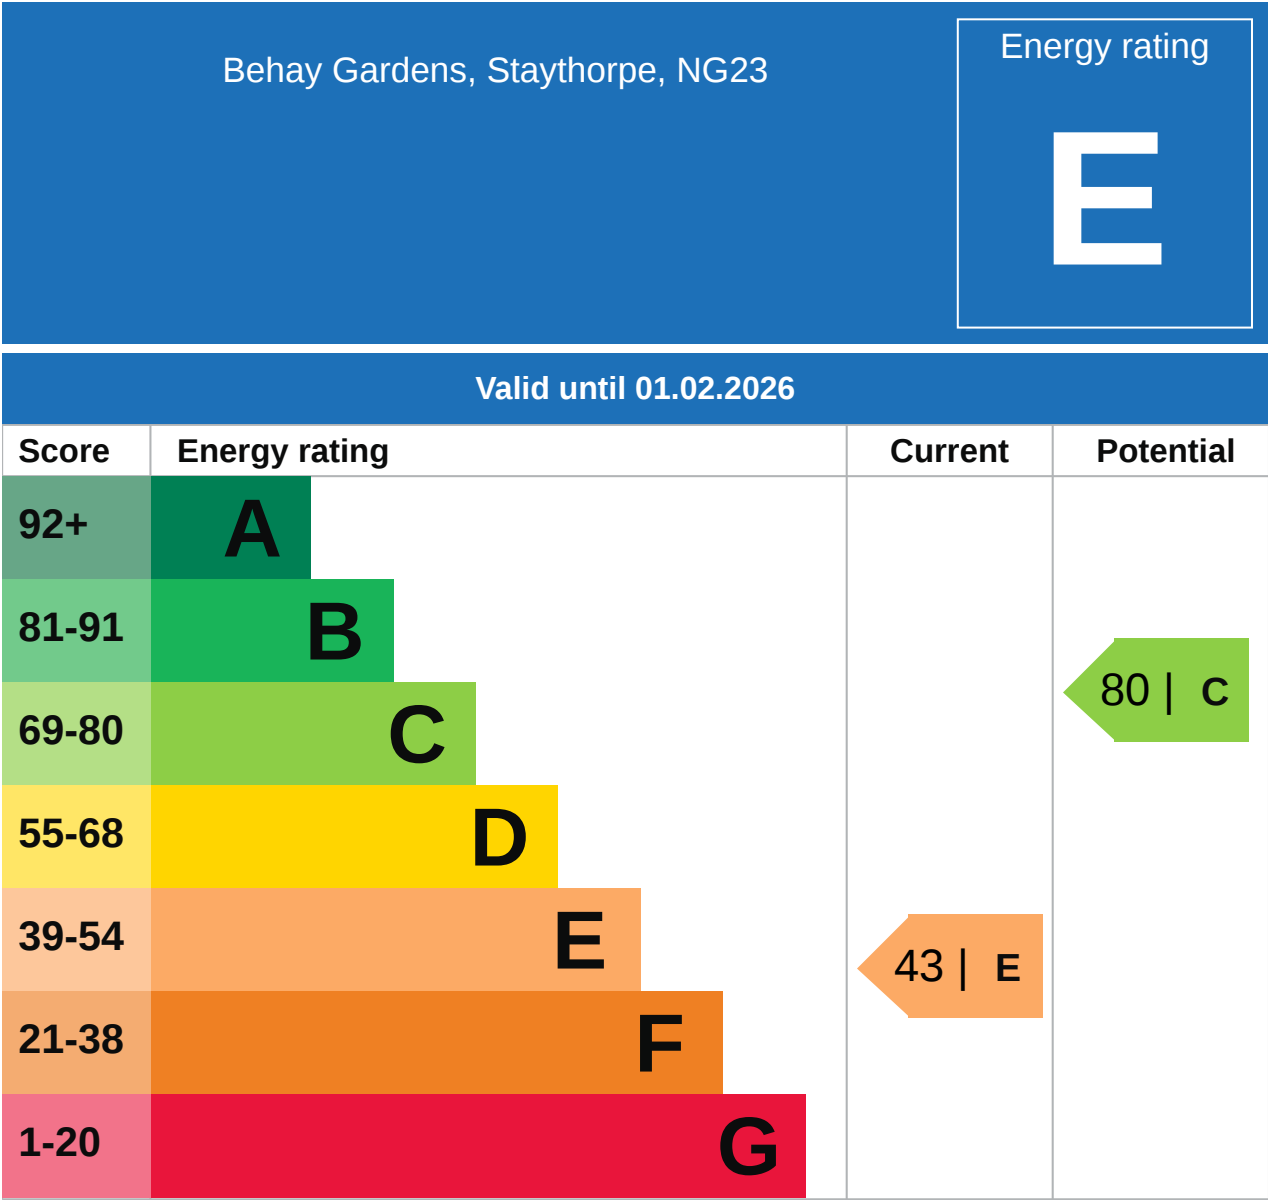 Behay Gardens, Staythorpe, NG23
Energy rating
E
Valid until 01.02.2026
Score Energy rating Current Potential
92+ A
81-91 B
80 | C
69-80 C
55-68 D
39-54 E
43 | E
21-38 F
1-20 G